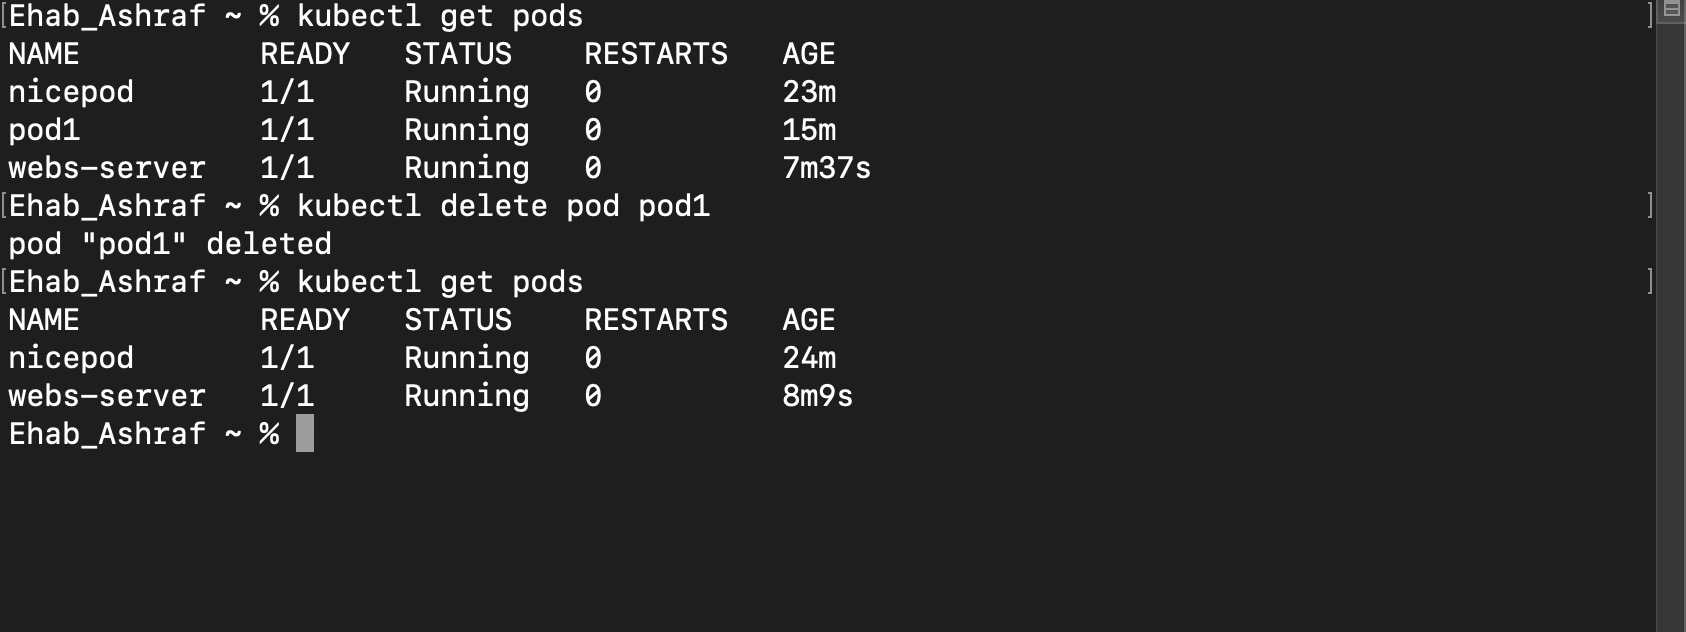 [Ehab_Ashraf ~ % kubectl get pods ]
NAME READY STATUS RESTARTS AGE
nicepod 1/1 Running 0 23m
pod1 1/1 Running 0 15m
webs-server 1/1 Running 0 7m37s
[Ehab_Ashraf ~ % kubectl delete pod pod1 ]
pod "pod1" deleted
[Ehab_Ashraf ~ % kubectl get pods ]
NAME READY STATUS RESTARTS AGE
nicepod 1/1 Running 0 24m
webs-server 1/1 Running 0 8m9s
Ehab_Ashraf ~ %